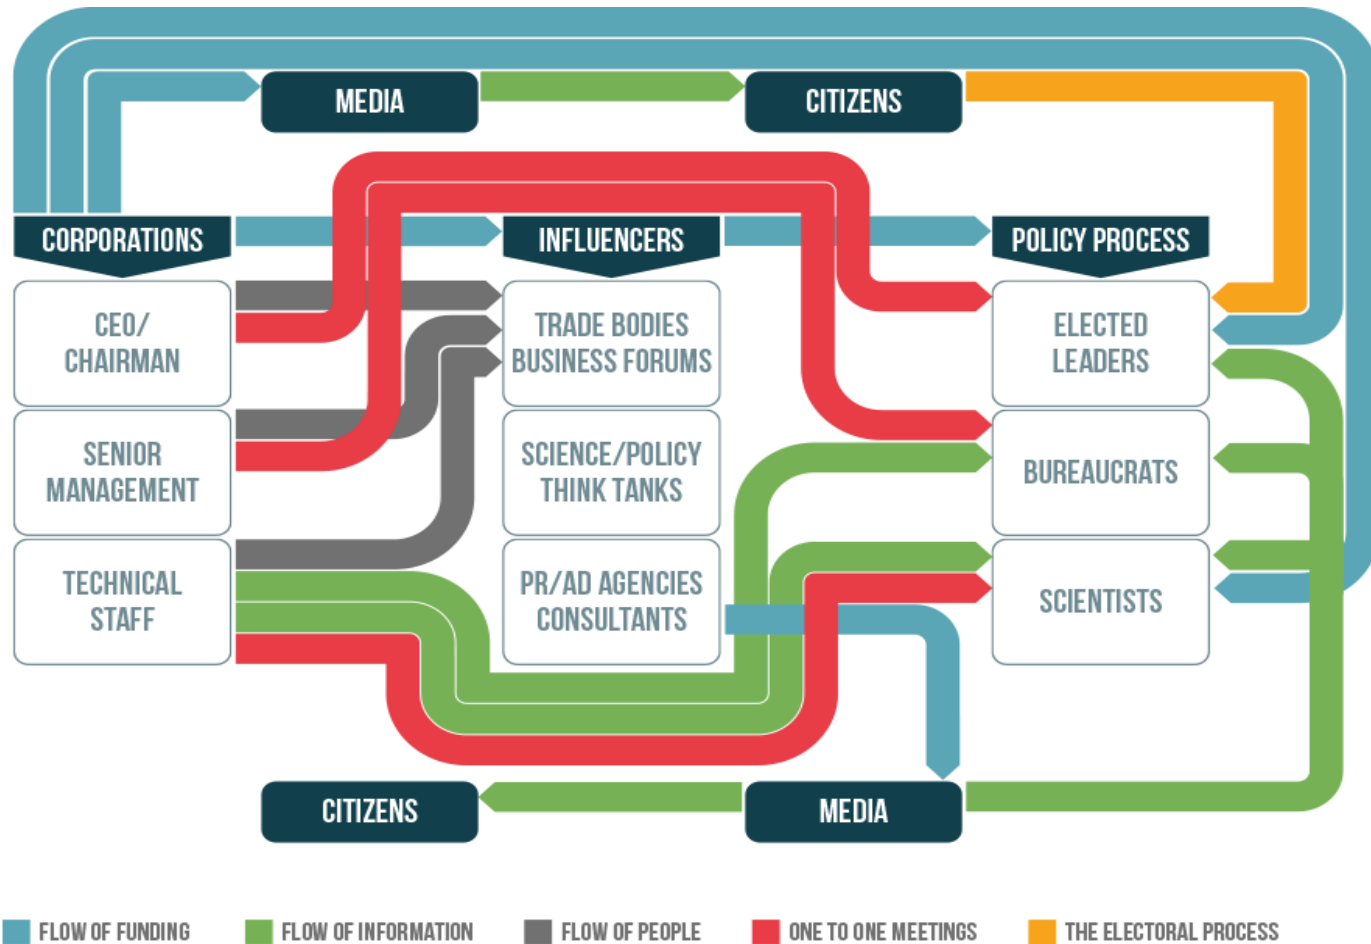 MEDIA
CITIZENS
CORPORATIONS
INFLUENCERS
POLICY PROCESS
CEO/
CHAIRMAN
TRADE BODIES
BUSINESS FORUMS
ELECTED
LEADERS
SENIOR
MANAGEMENT
SCIENCE/POLICY
THINK TANKS
BUREAUCRATS
TECHNICAL
STAFF
PR/AD AGENCIES
CONSULTANTS
SCIENTISTS
CITIZENS
MEDIA
FLOW OF FUNDING
FLOW OF INFORMATION
FLOW OF PEOPLE
ONE TO ONE MEETINGS
THE ELECTORAL PROCESS